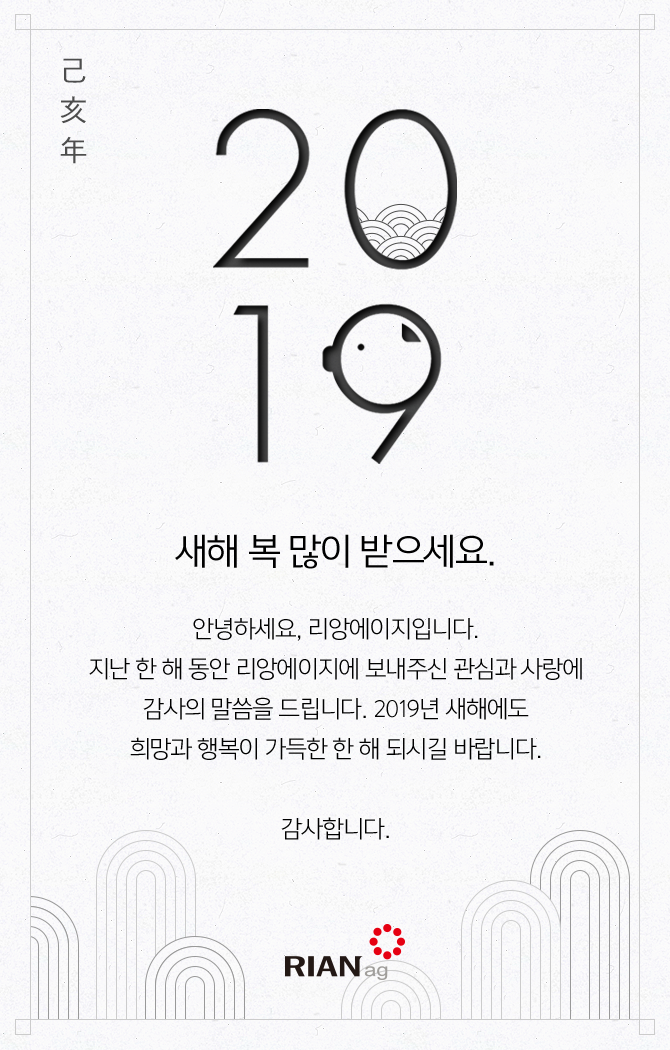 己亥年
20
19
새해 복 많이 받으세요.
안녕하세요, 리앙에이지입니다.
지난 한 해 동안 리앙에이지에 보내주신 관심과 사랑에
감사의 말씀을 드립니다. 2019년 새해에도
희망과 행복이 가득한 한 해 되시길 바랍니다.
감사합니다.
RIAN ag